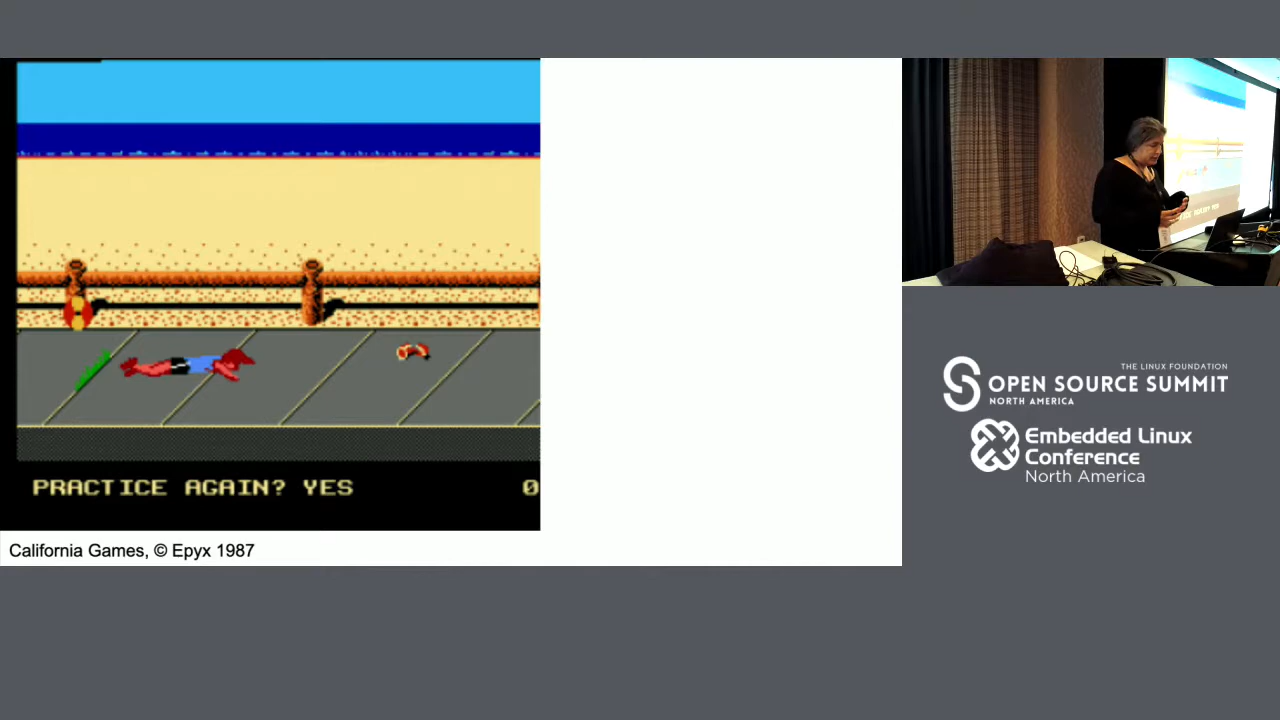 PRACTICE AGAIN? YES 0
California Games, © Epyx 1987
THE LINUX FOUNDATION
OPEN SOURCE SUMMIT
NORTH AMERICA
Embedded Linux
Conference
North America